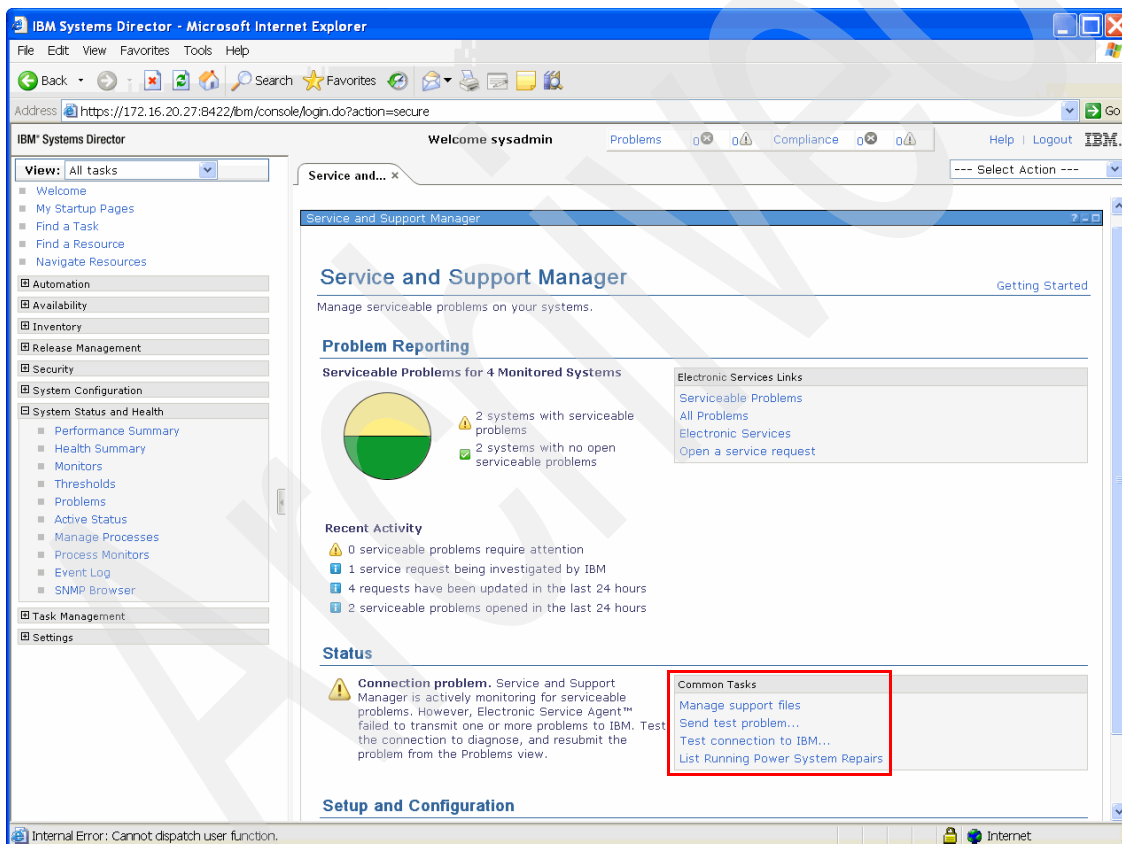 IBM Systems Director - Microsoft Internet Explorer
File Edit View Favorites Tools Help
Back Search Favorites
Address https://172.16.20.27:8422/ibm/console/login.do?action=secure Go
IBM® Systems Director Welcome sysadmin Problems 0 0 Compliance 0 0 Help | Logout IBM.
View: All tasks
Service and... ×
--- Select Action ---
Welcome
My Startup Pages
Find a Task
Find a Resource
Navigate Resources
Automation
Availability
Inventory
Release Management
Security
System Configuration
System Status and Health
Performance Summary
Health Summary
Monitors
Thresholds
Problems
Active Status
Manage Processes
Process Monitors
Event Log
SNMP Browser
Task Management
Settings
Service and Support Manager
Service and Support Manager
Getting Started
Manage serviceable problems on your systems.
Problem Reporting
Serviceable Problems for 4 Monitored Systems
2 systems with serviceable
problems
2 systems with no open
serviceable problems
Electronic Services Links
Serviceable Problems
All Problems
Electronic Services
Open a service request
Recent Activity
0 serviceable problems require attention
1 service request being investigated by IBM
4 requests have been updated in the last 24 hours
2 serviceable problems opened in the last 24 hours
Status
Connection problem. Service and Support
Manager is actively monitoring for serviceable
problems. However, Electronic Service Agent™
failed to transmit one or more problems to IBM. Test
the connection to diagnose, and resubmit the
problem from the Problems view.
Common Tasks
Manage support files
Send test problem...
Test connection to IBM...
List Running Power System Repairs
Setup and Configuration
Internal Error: Cannot dispatch user function. Internet
Archived